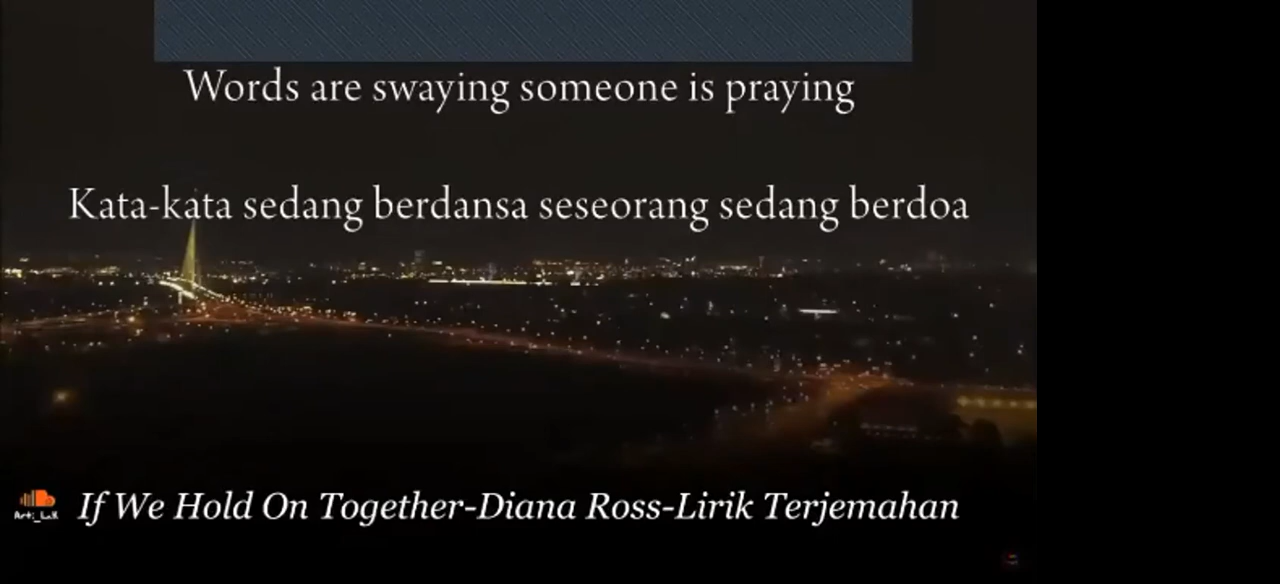 Words are swaying someone is praying
Kata-kata sedang berdansa seseorang sedang berdoa
If We Hold On Together-Diana Ross-Lirik Terjemahan